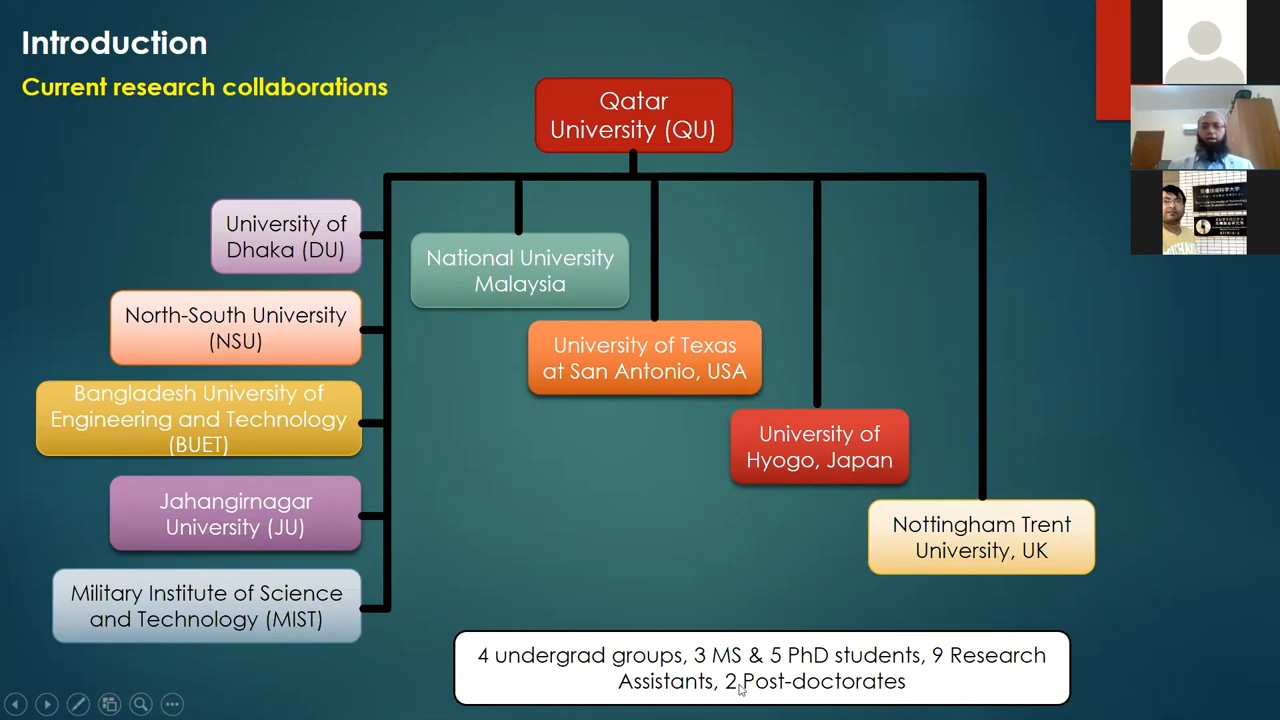 Introduction
Current research collaborations
Qatar
University (QU)
University of
Dhaka (DU)
North-South University
(NSU)
Bangladesh University of
Engineering and Technology
(BUET)
Jahangirnagar
University (JU)
Military Institute of Science
and Technology (MIST)
National University
Malaysia
University of Texas
at San Antonio, USA
University of
Hyogo, Japan
Nottingham Trent
University, UK
4 undergrad groups, 3 MS & 5 PhD students, 9 Research
Assistants, 2 Post-doctorates